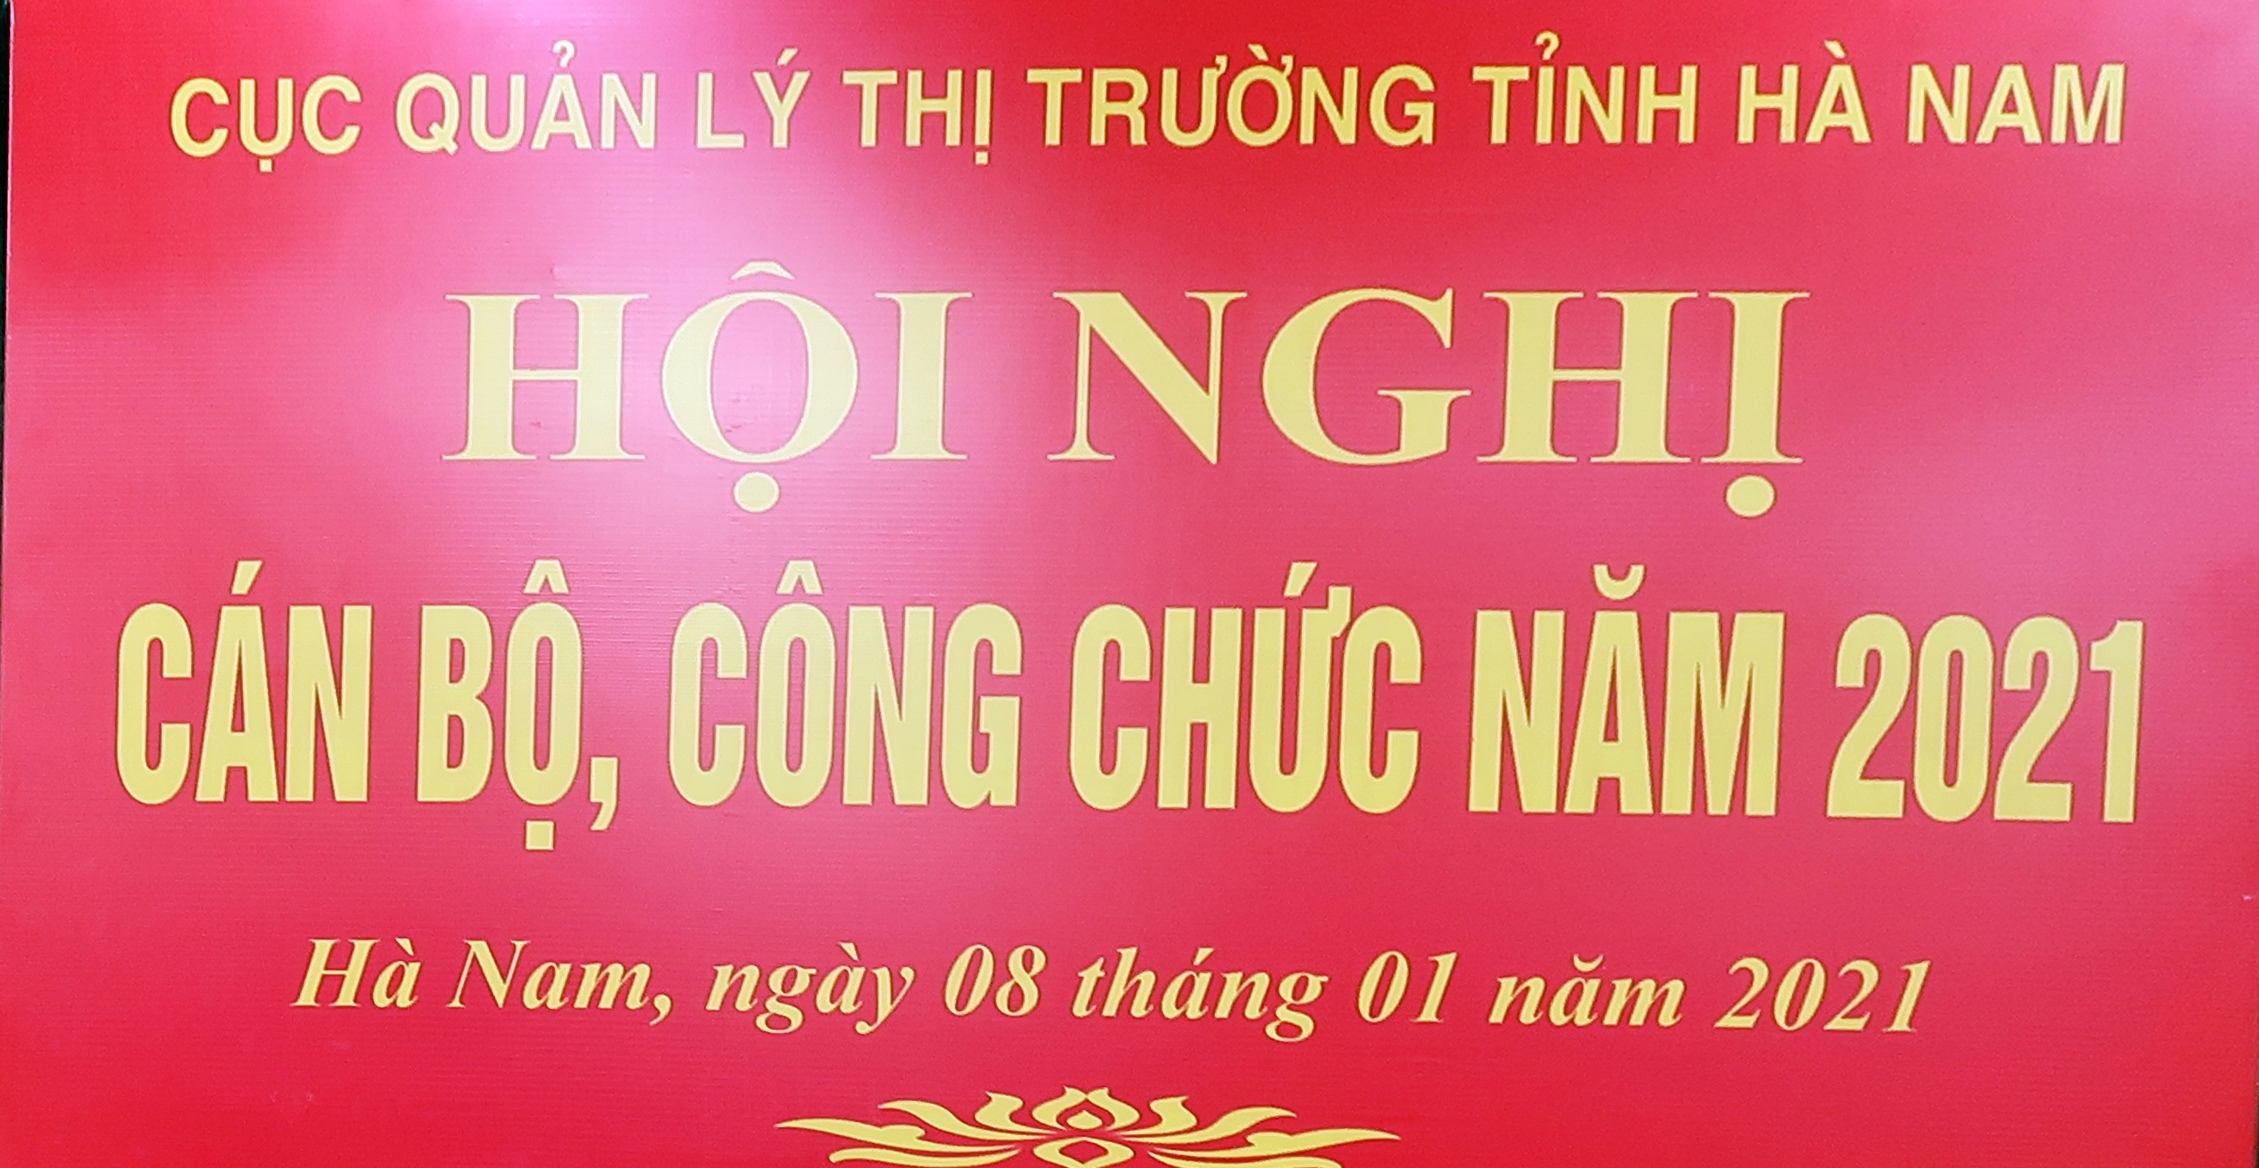 CỤC QUẢN LÝ THỊ TRƯỜNG TỈNH HÀ NAM
HỘI NGHỊ
CÁN BỘ, CÔNG CHỨC NĂM 2021
Hà Nam, ngày 08 tháng 01 năm 2021